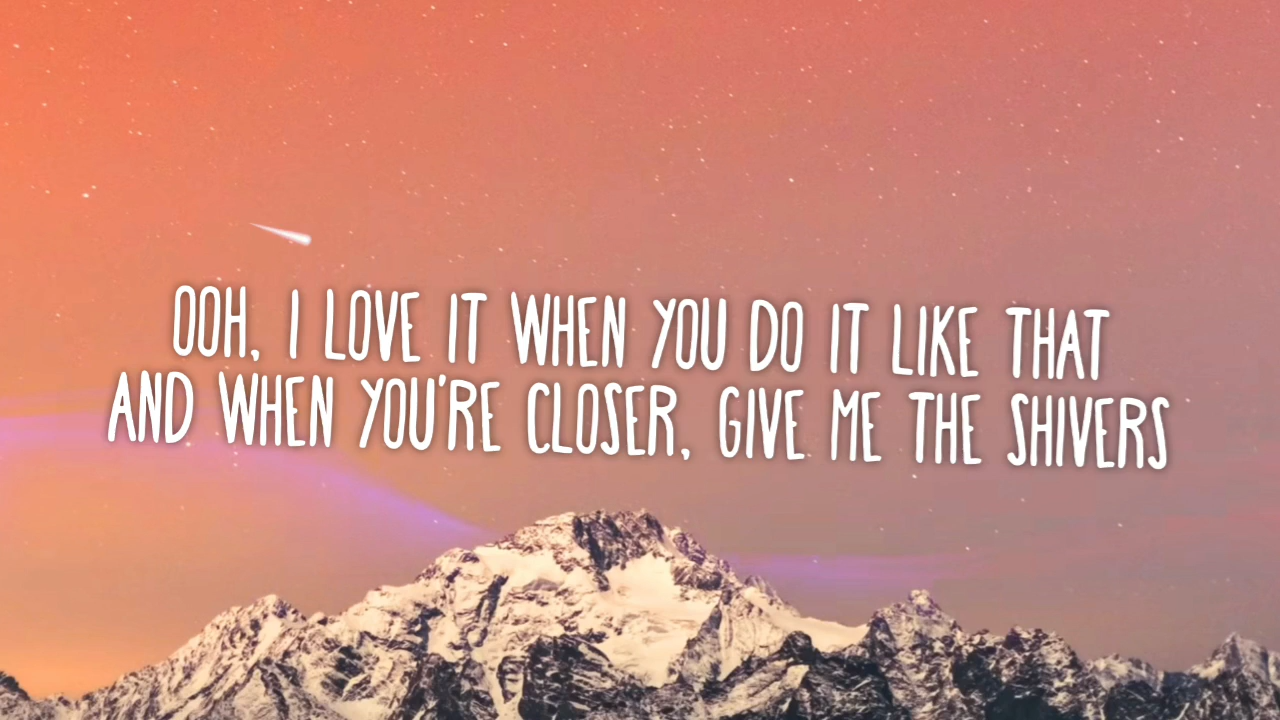 OOH, I LOVE IT WHEN YOU DO IT LIKE THAT
AND WHEN YOU'RE CLOSER, GIVE ME THE SHIVERS